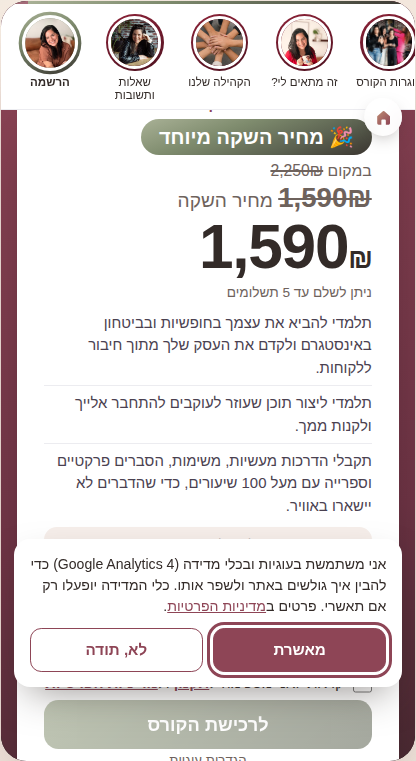 הרשמה
שאלות
ותשובות
הקהילה שלנו
זה מתאים לי?
וגרות הקורס
🎉 מחיר השקה מיוחד
במקום ₪2,250
₪1,590 מחיר השקה
₪1,590
ניתן לשלם עד 5 תשלומים
תלמדי להביא את עצמך בחופשיות ובביטחון
באינסטגרם ולקדם את העסק שלך מתוך חיבור
ללקוחות.
תלמדי ליצור תוכן שעוזר לעוקבים להתחבר אלייך
ולקנות ממך.
תקבלי הדרכות מעשיות, משימות, הסברים פרקטיים
וספרייה עם מעל 100 שיעורים, כדי שהדברים לא
יישארו באוויר.
אני משתמשת בעוגיות ובכלי מדידה (Google Analytics 4) כדי
להבין איך גולשים באתר ולשפר אותו. כלי המדידה יופעלו רק
אם תאשרי. פרטים במדיניות הפרטיות.
מאשרת
לא, תודה
לרכישת הקורס
הגדרות עוגיות